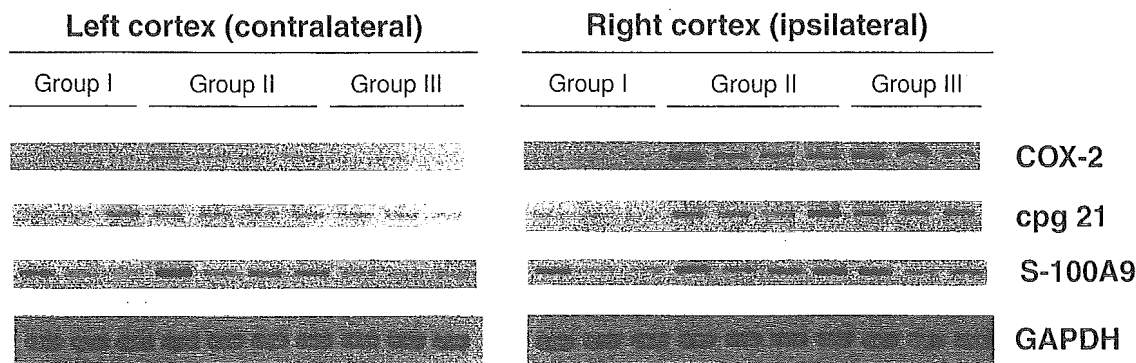 Left cortex (contralateral) Right cortex (ipsilateral)
Group I Group II Group III Group I Group II Group III
COX-2
cpg 21
S-100A9
GAPDH